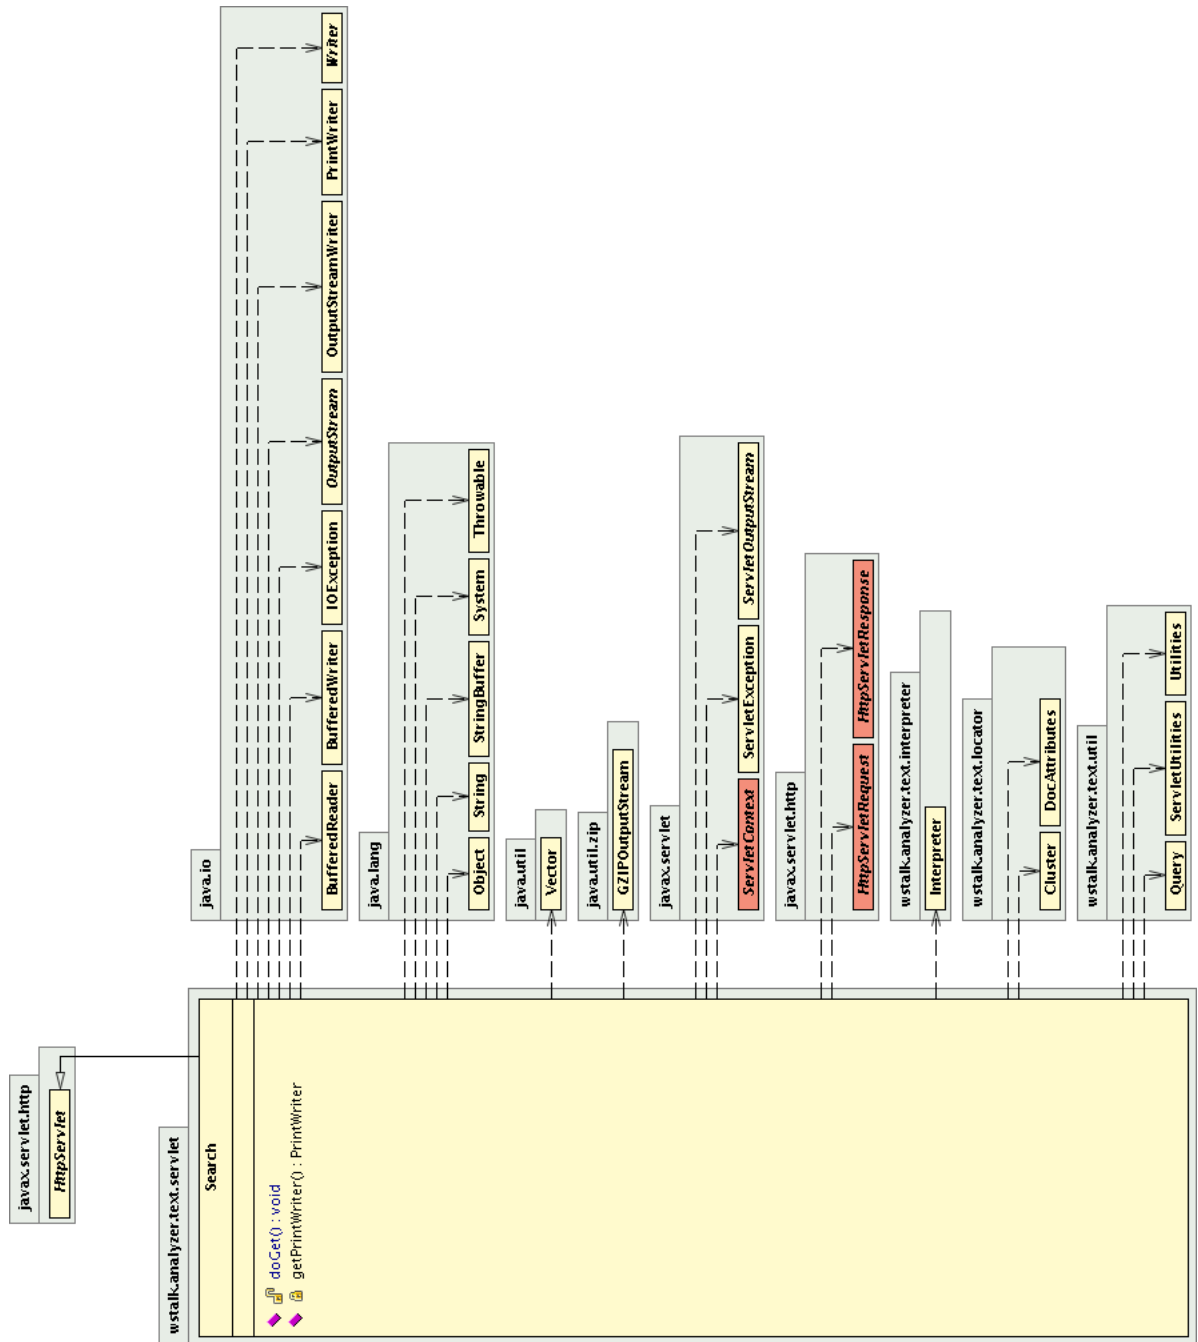 javax.servlet.http
HttpServlet
wstalk.analyzer.text.servlet
Search
doGet() : void
getPrintWriter() : PrintWriter
java.io
BufferedReader
BufferedWriter
IOException
OutputStream
OutputStreamWriter
PrintWriter
Writer
java.lang
Object
String
StringBuffer
System
Throwable
java.util
Vector
java.util.zip
GZIPOutputStream
javax.servlet
ServletContext
ServletException
ServletOutputStream
javax.servlet.http
HttpServletRequest
HttpServletResponse
wstalk.analyzer.text.interpreter
Interpreter
wstalk.analyzer.text.locator
Cluster
DocAttributes
wstalk.analyzer.text.util
Query
ServletUtilities
Utilities